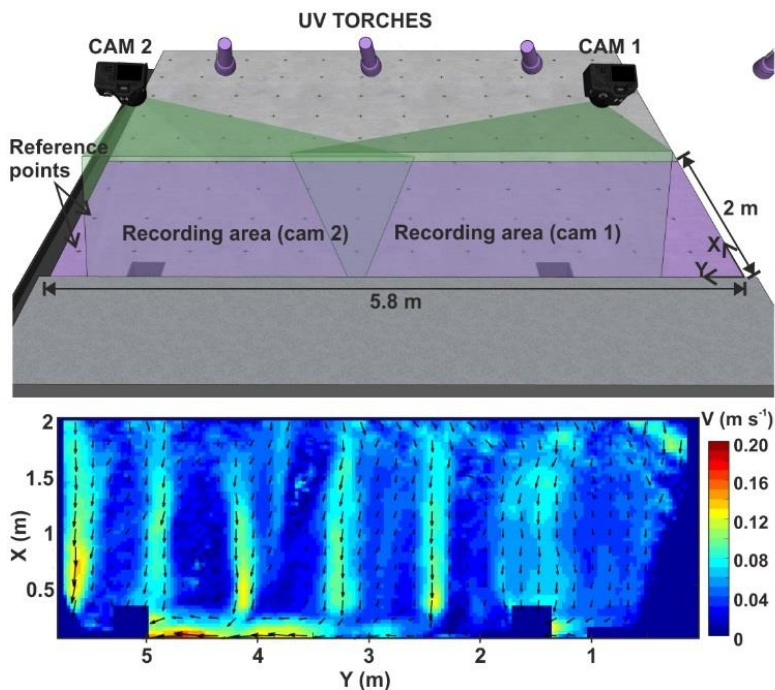 UV TORCHES
CAM 2
CAM 1
Reference
points
2 m
Recording area (cam 2)
Recording area (cam 1)
X
Y
5.8 m
V (m s⁻¹)
2
1.5
1
0.5
X (m)
0.20
0.16
0.12
0.08
0.04
0
5
4
3
2
1
Y (m)